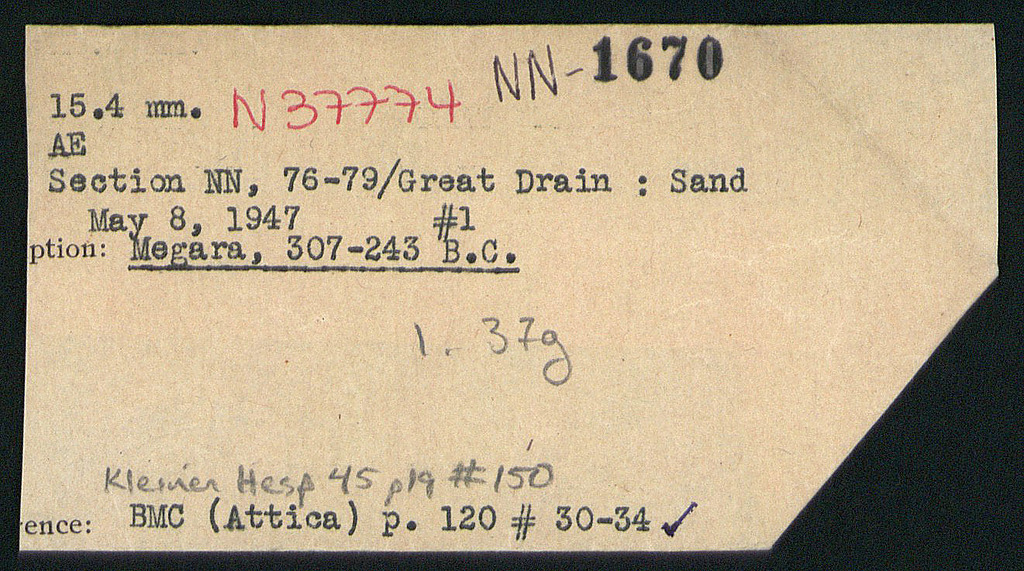 NN-1670
15.4 mm. N37774
AE
Section NN, 76-79/Great Drain : Sand
May 8, 1947 #1
ption: Megara, 307-243 B.C.
1.37g
Kleiner Hesp 45 pl9 #150
ence: BMC (Attica) p. 120 # 30-34 ✓